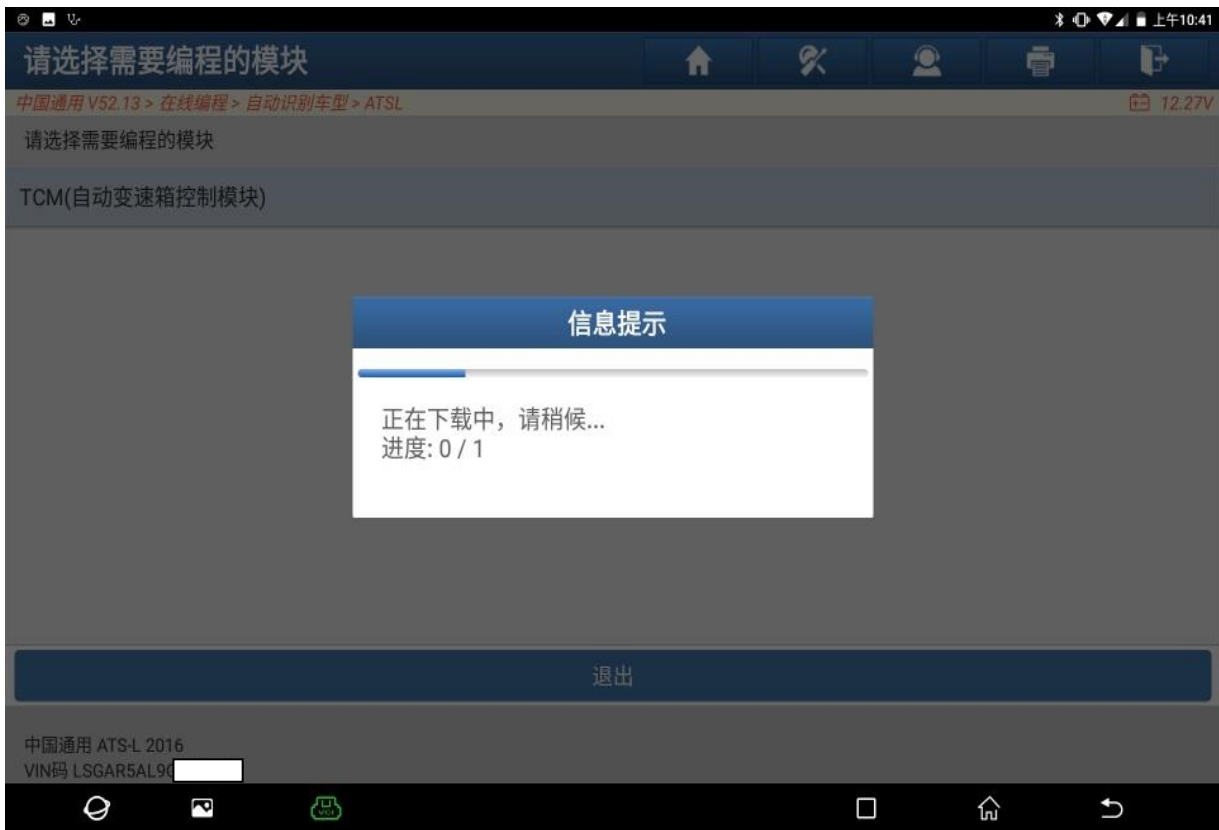 上午10:41
请选择需要编程的模块
中国通用 V52.13 > 在线编程 > 自动识别车型 > ATSL
12.27V
请选择需要编程的模块
TCM(自动变速箱控制模块)
信息提示
正在下载中，请稍候...
进度: 0 / 1
退出
中国通用 ATS-L 2016
VIN码 LSGAR5AL9
VCI